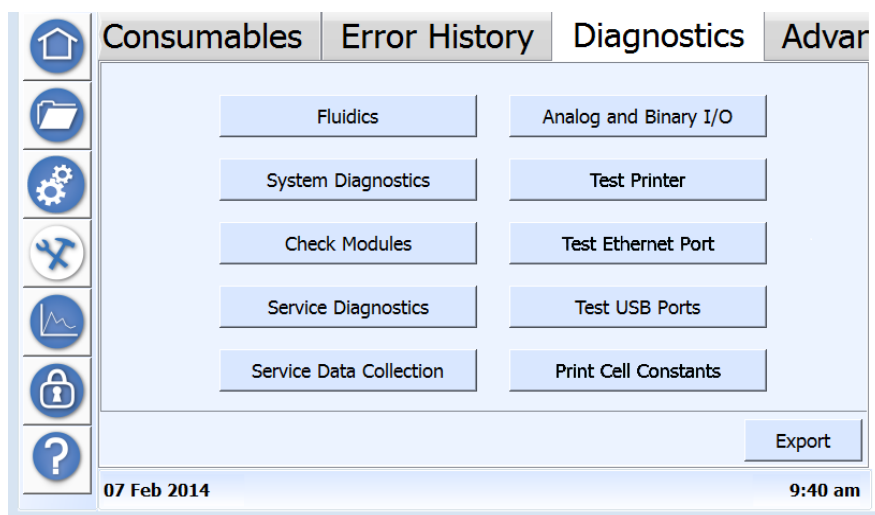 Consumables Error History Diagnostics Advar
Fluidics Analog and Binary I/O
System Diagnostics Test Printer
Check Modules Test Ethernet Port
Service Diagnostics Test USB Ports
Service Data Collection Print Cell Constants
?
Export
07 Feb 2014 9:40 am